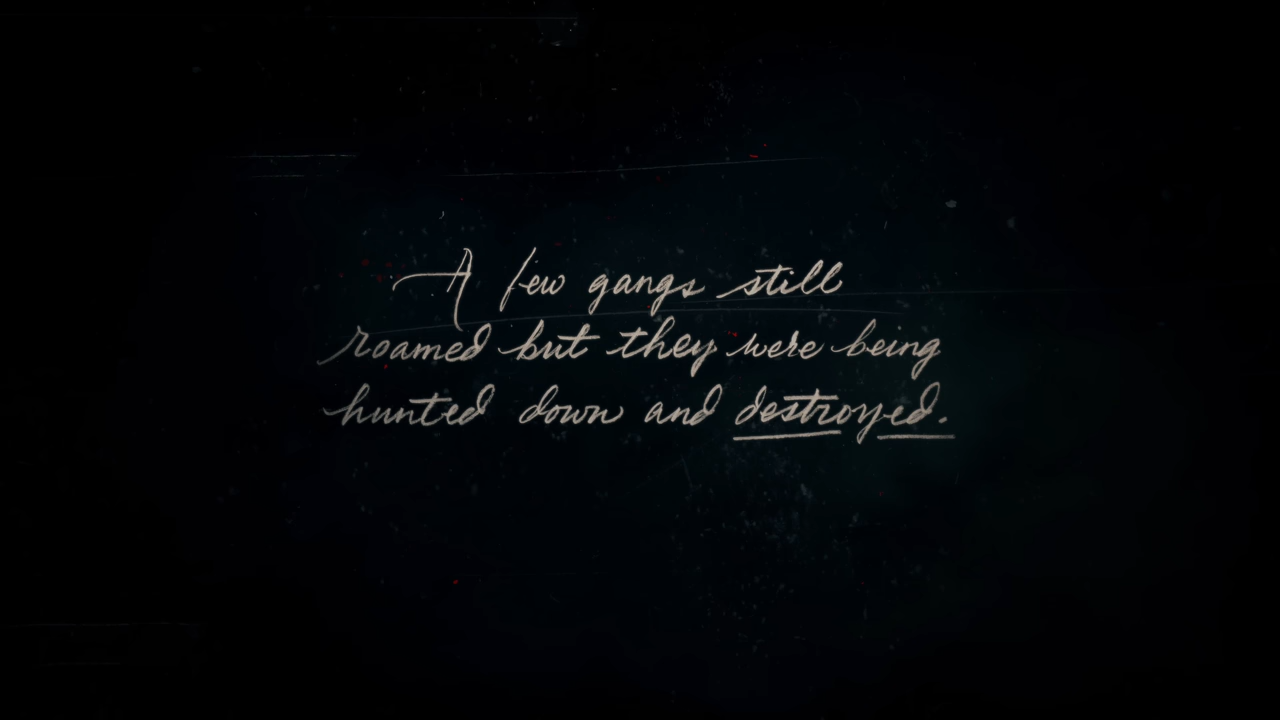 A few gangs still
roamed but they were being
hunted down and destroyed.